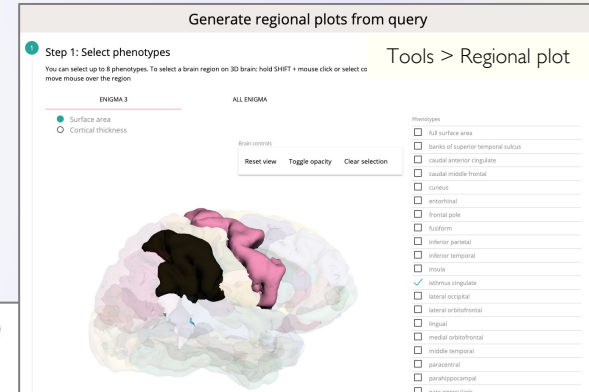 Generate regional plots from query
Tools > Regional plot
1
Step 1: Select phenotypes
You can select up to 8 phenotypes. To select a brain region on 3D brain: hold SHIFT + mouse click or select co
move mouse over the region
ENIGMA 3
ALL ENIGMA
Surface area
Cortical thickness
Brain controls
Reset view
Toggle opacity
Clear selection
Phenotypes
full surface area
banks of superior temporal sulcus
caudal anterior cingulate
caudal middle frontal
cuneus
entorhinal
frontal pole
fusiform
inferior parietal
inferior temporal
insula
isthmus cingulate
lateral occipital
lateral orbitofrontal
lingual
medial orbitofrontal
middle temporal
paracentral
parahippocampal